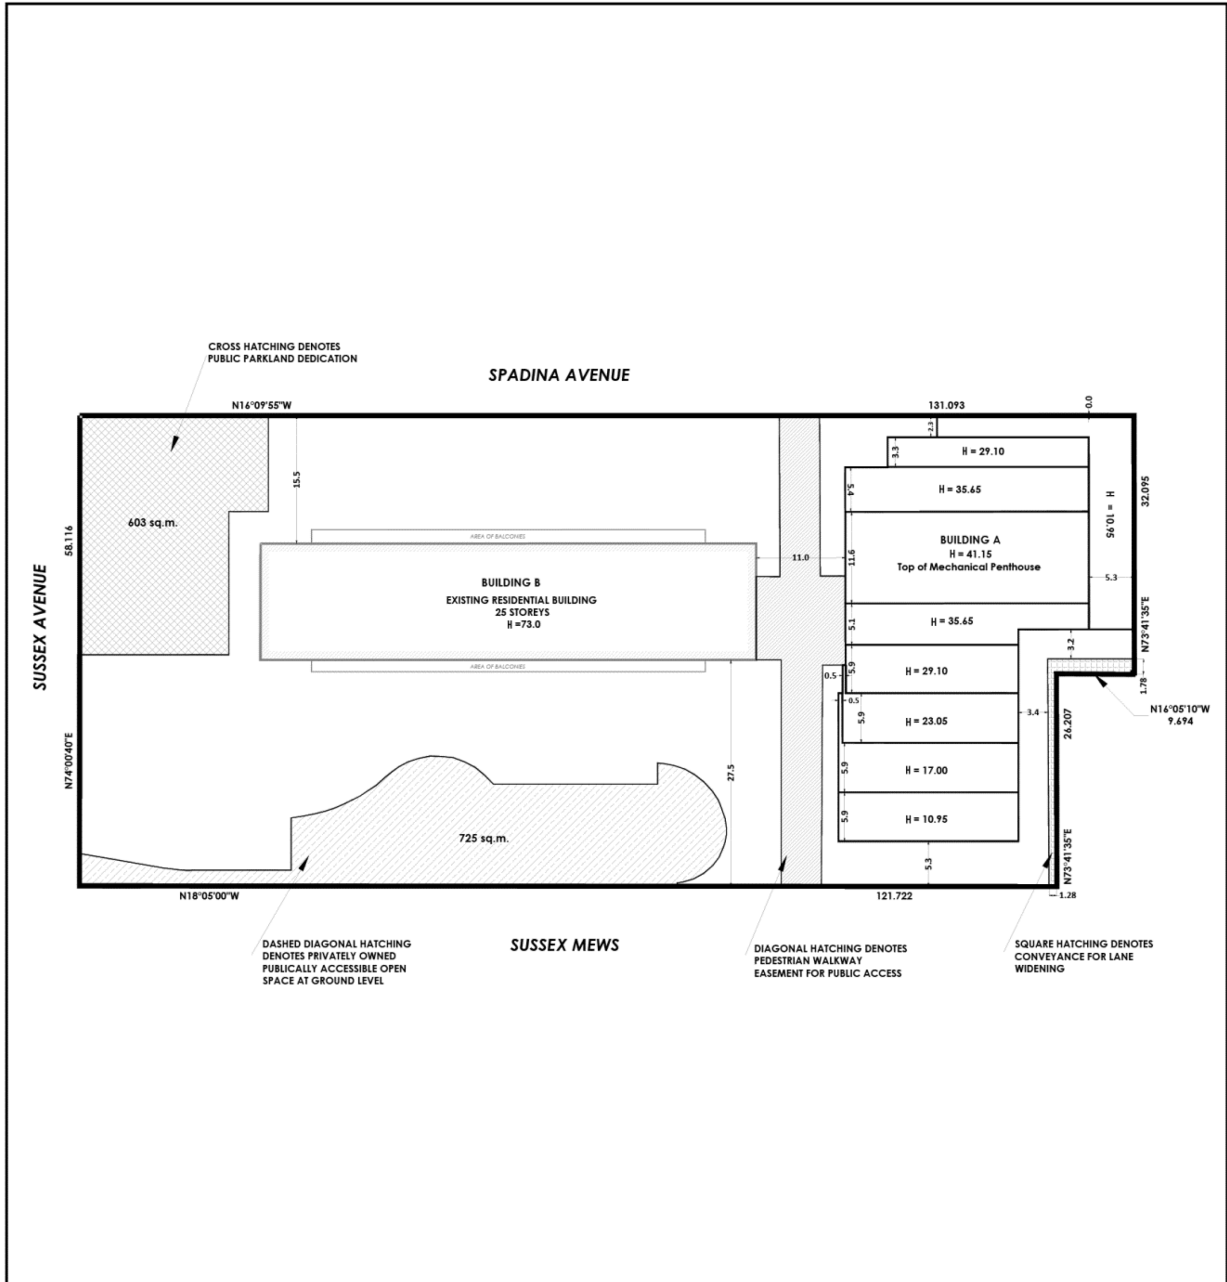 CROSS HATCHING DENOTES
PUBLIC PARKLAND DEDICATION
SPADINA AVENUE
N16°09'55"W
131.093
0.0
2.3
3.3
H = 29.10
15.5
5.4
H = 35.65
H = 10.95
32.095
603 sq.m.
58.116
AREA OF BALCONIES
11.0
11.6
BUILDING A
H = 41.15
Top of Mechanical Penthouse
5.3
BUILDING B
EXISTING RESIDENTIAL BUILDING
25 STOREYS
H =73.0
SUSSEX AVENUE
5.1
H = 35.65
N73°41'35"E
3.2
AREA OF BALCONIES
0.5
5.9
H = 29.10
1.78
0.5
3.4
N16°05'10"W
9.694
5.9
H = 23.05
26.207
N74°00'40"E
27.5
5.9
H = 17.00
5.9
H = 10.95
725 sq.m.
5.3
N73°41'35"E
N18°05'00"W
121.722
1.28
SUSSEX MEWS
DASHED DIAGONAL HATCHING
DENOTES PRIVATELY OWNED
PUBLICALLY ACCESSIBLE OPEN
SPACE AT GROUND LEVEL
DIAGONAL HATCHING DENOTES
PEDESTRIAN WALKWAY
EASEMENT FOR PUBLIC ACCESS
SQUARE HATCHING DENOTES
CONVEYANCE FOR LANE
WIDENING